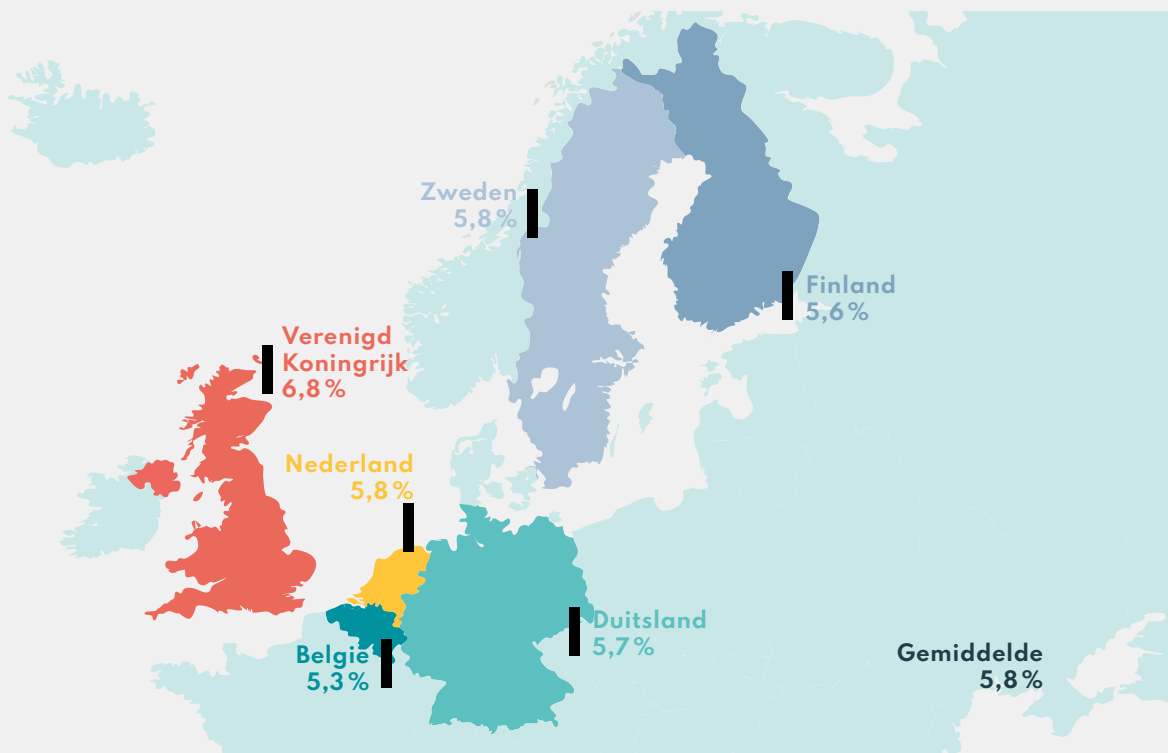 Zweden
5,8 %
Finland
5,6 %
Verenigd
Koningrijk
6,8 %
Nederland
5,8 %
Duitsland
5,7 %
België
5,3 %
Gemiddelde
5,8 %